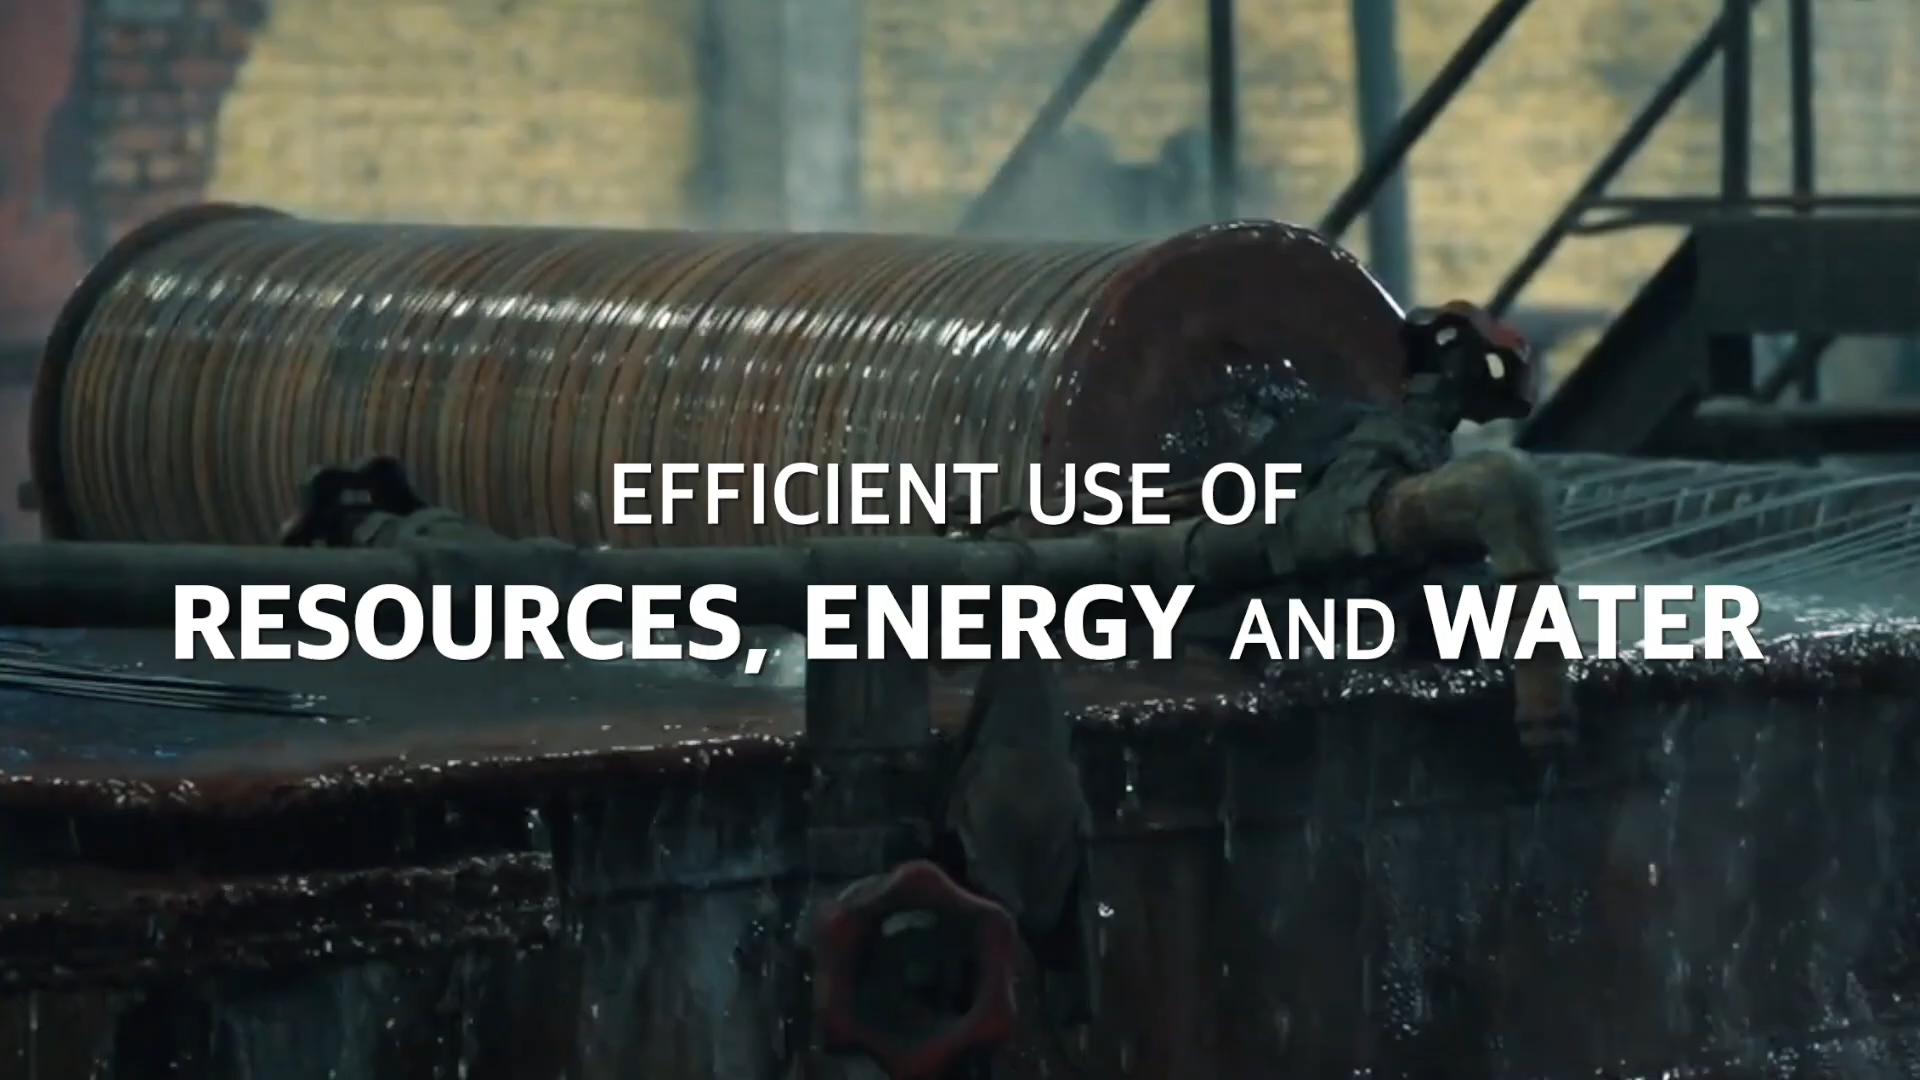 EFFICIENT USE OF
RESOURCES, ENERGY AND WATER